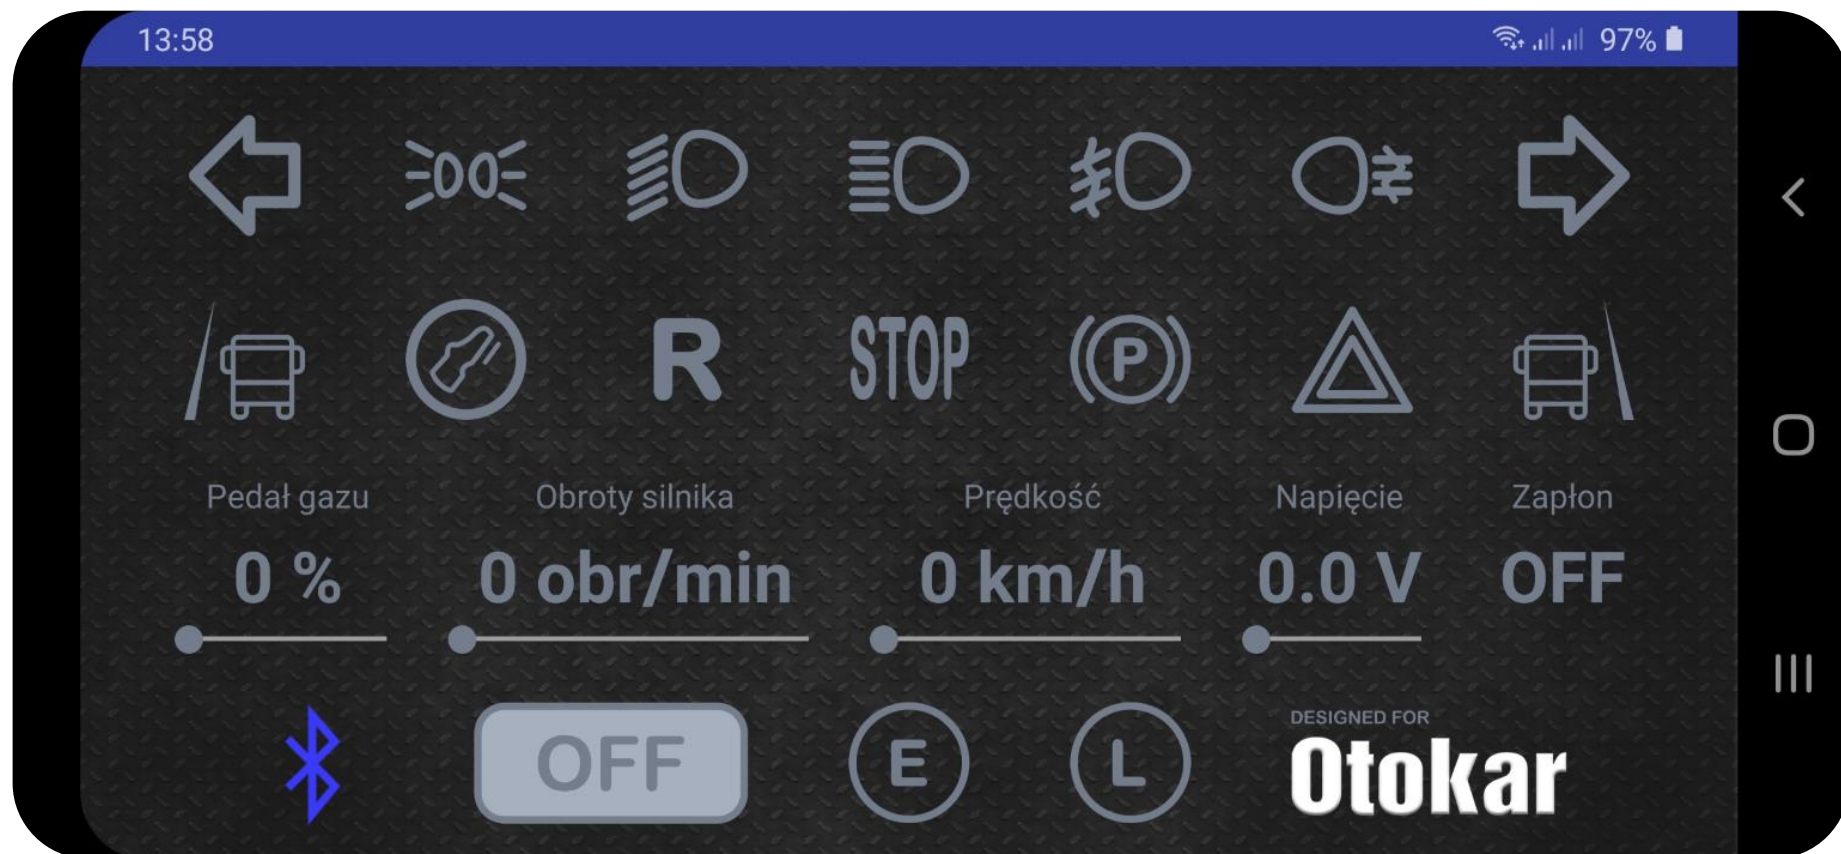 13:58 97%
R STOP P
Pedał gazu Obroty silnika Prędkość Napięcie Zapłon
0 % 0 obr/min 0 km/h 0.0 V OFF
OFF E L DESIGNED FOR
Otokar